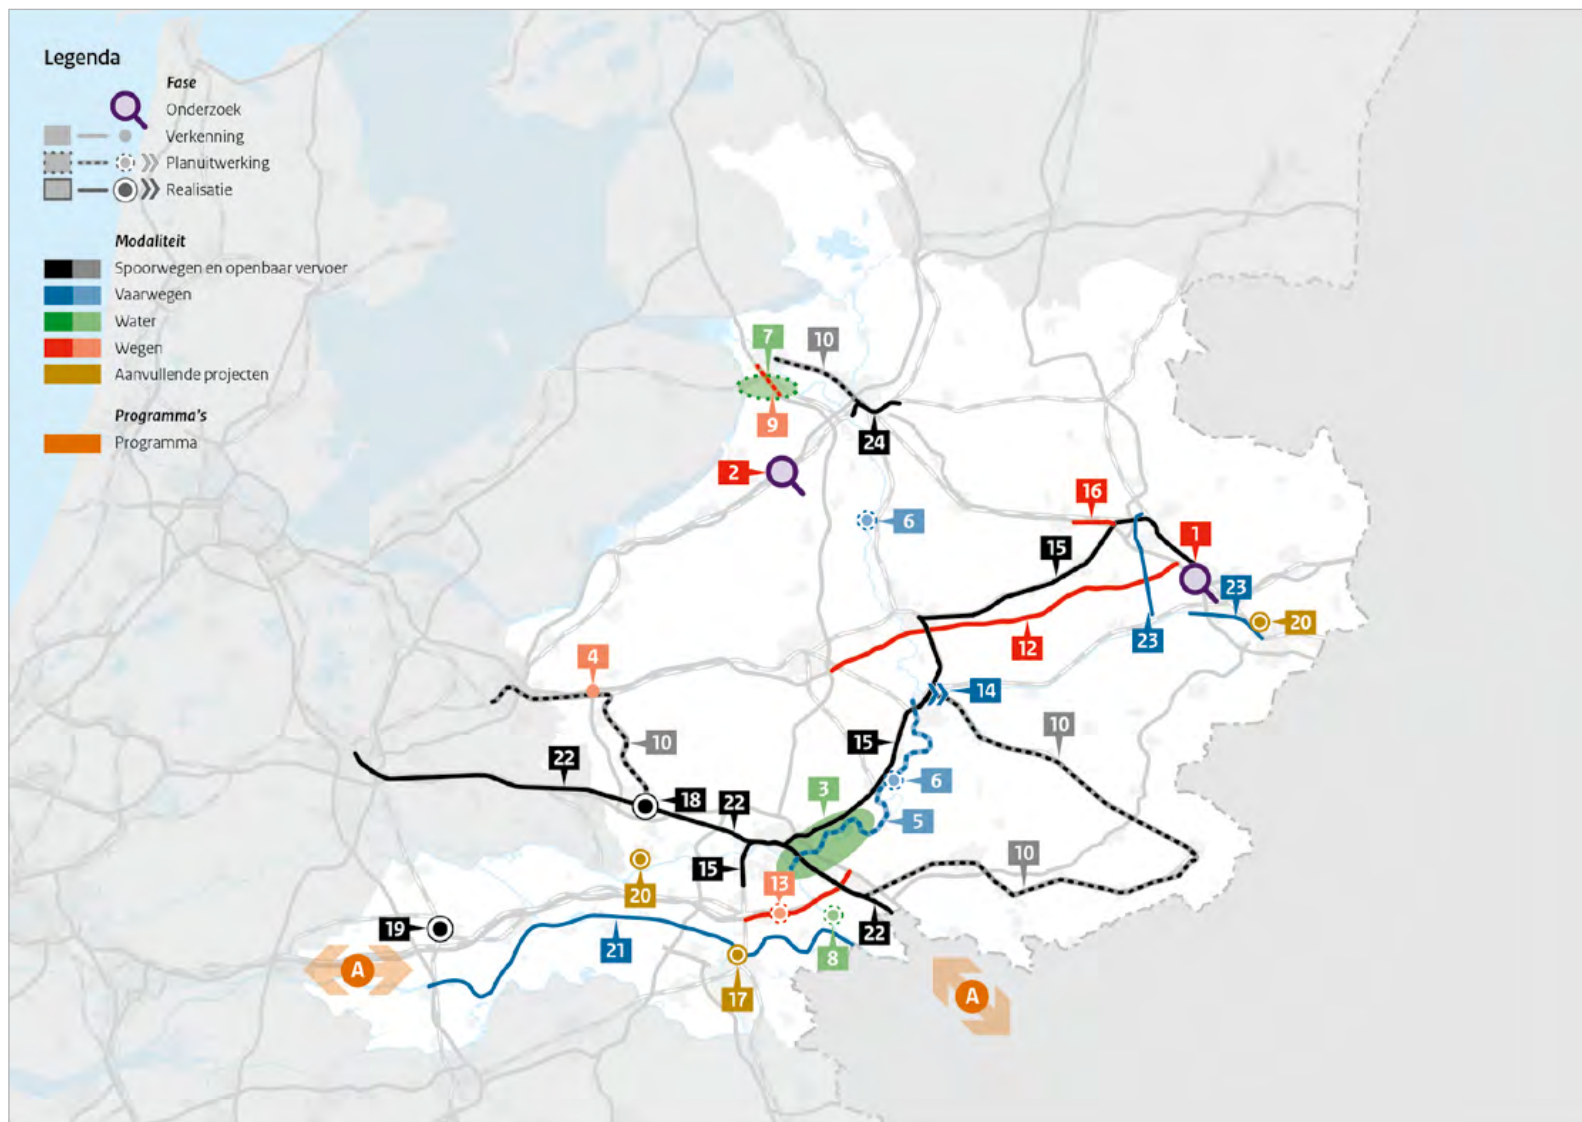 Legenda
Fase
Onderzoek
Verkenning
Planuitwerking
Realisatie
Modaliteit
Spoorwegen en openbaar vervoer
Vaarwegen
Water
Wegen
Aanvullende projecten
Programma's
Programma
7
10
9
24
2
6
16
15
1
23
23
20
12
4
14
10
15
10
22
18
22
3
6
5
15
20
13
10
19
21
8
22
A
17
A